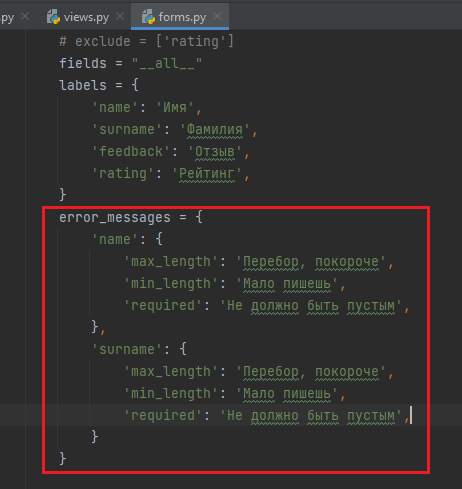 .py views.py forms.py
# exclude = ['rating']
fields = "__all__"
labels = {
'name': 'Имя',
'surname': 'Фамилия',
'feedback': 'Отзыв',
'rating': 'Рейтинг',
}
error_messages = {
'name': {
'max_length': 'Перебор, покороче',
'min_length': 'Мало пишешь',
'required': 'Не должно быть пустым',
},
'surname': {
'max_length': 'Перебор, покороче',
'min_length': 'Мало пишешь',
'required': 'Не должно быть пустым',
}
}